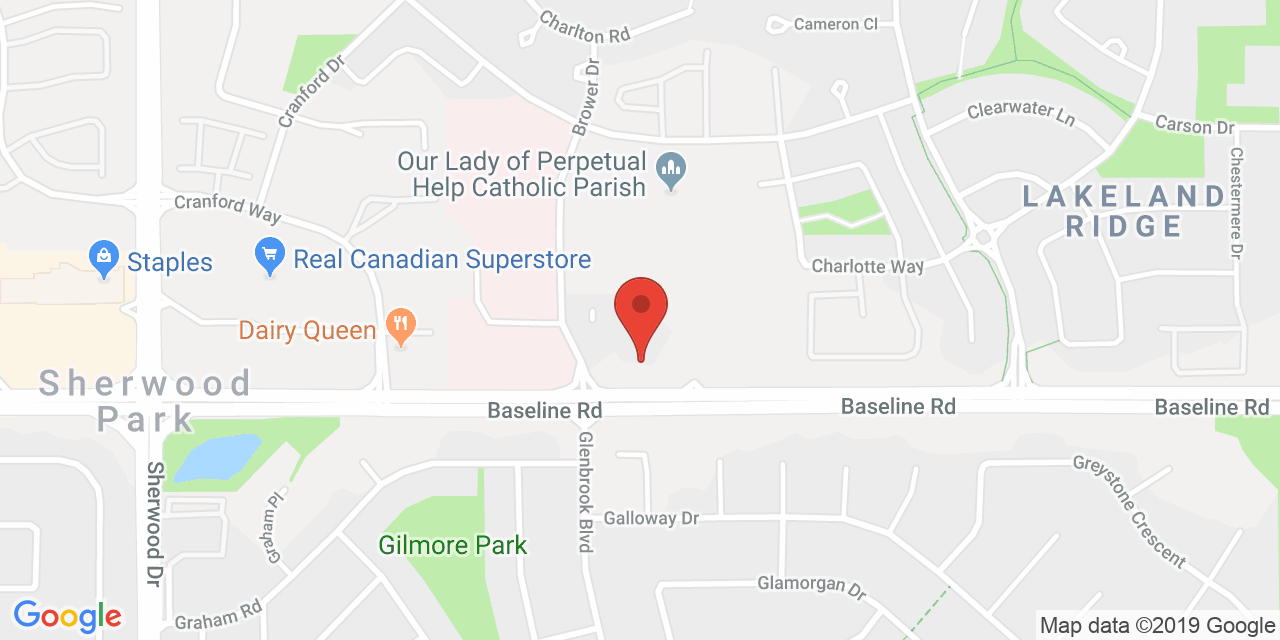 Charlton Rd
Cameron Cl
Cranford Dr
Brower Dr
Clearwater Ln
Carson Dr
Our Lady of Perpetual
Help Catholic Parish
Chestermere Dr
LAKELAND
RIDGE
Cranford Way
Staples
Real Canadian Superstore
Charlotte Way
Dairy Queen
Sherwood
Park
Baseline Rd
Baseline Rd
Baseline Rd
Sherwood Dr
Glenbrook Blvd
Graham Pl
Greystone Crescent
Galloway Dr
Gilmore Park
Glamorgan Dr
Graham Rd
Google
Map data ©2019 Google